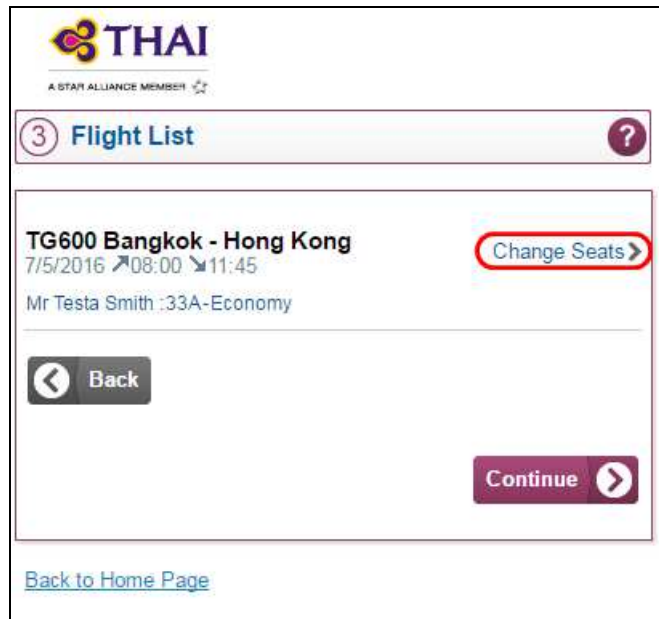 THAI
A STAR ALLIANCE MEMBER
3 Flight List ?
TG600 Bangkok - Hong Kong
7/5/2016 08:00 11:45
Change Seats
Mr Testa Smith :33A-Economy
Back
Continue
Back to Home Page